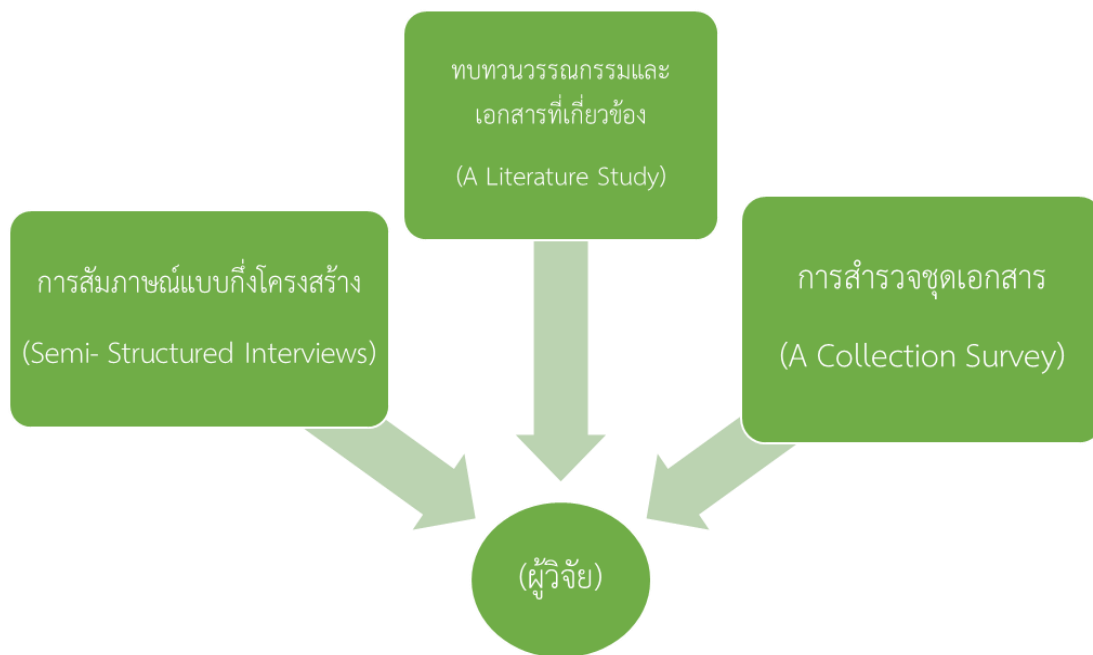 ทบทวนวรรณกรรมและ
เอกสารที่เกี่ยวข้อง
(A Literature Study)
การสัมภาษณ์แบบกึ่งโครงสร้าง
(Semi- Structured Interviews)
การสำรวจชุดเอกสาร
(A Collection Survey)
(ผู้วิจัย)